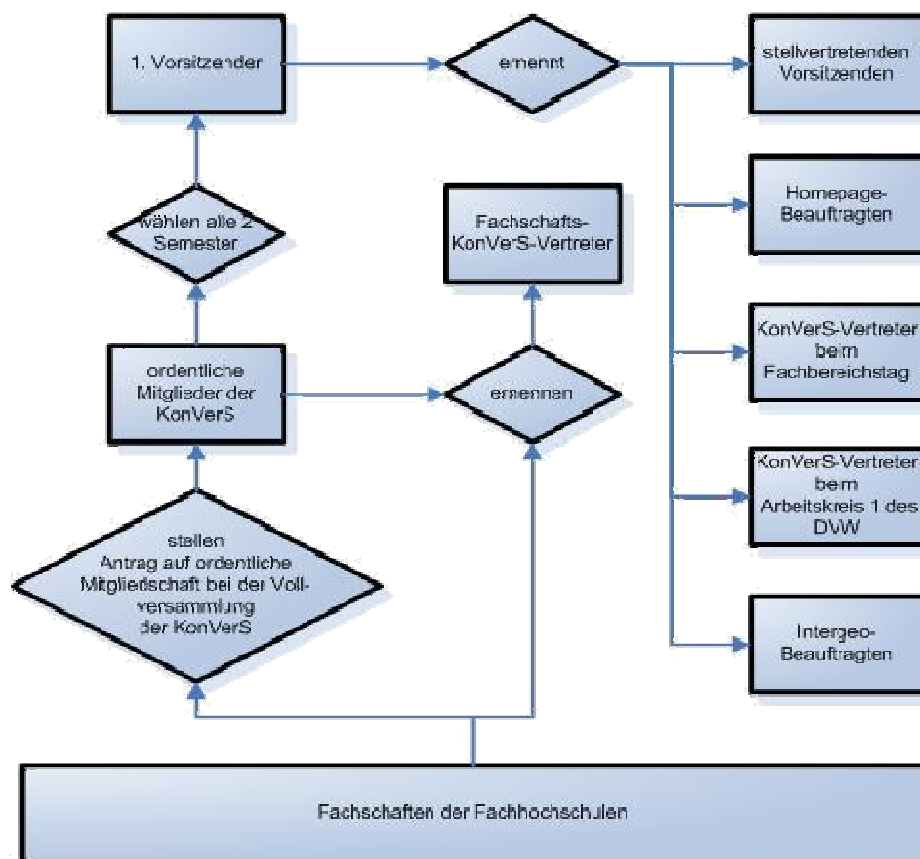 1. Vorsitzender
ernennt
stellvertretenden
Vorsitzenden
wählen alle 2
Semester
Fachschafts-
KonVerS-Vertreter
Homepage-
Beauftragten
ordentliche
Mitglieder der
KonVerS
ernennen
KonVerS-Vertreter
beim
Fachbereichstag
KonVerS-Vertreter
beim
Arbeitskreis 1 des
DVW
stellen
Antrag auf ordentliche
Mitgliedschaft bei der Voll-
versammlung
der KonVerS
Intergeo-
Beauftragten
Fachschaften der Fachhochschulen